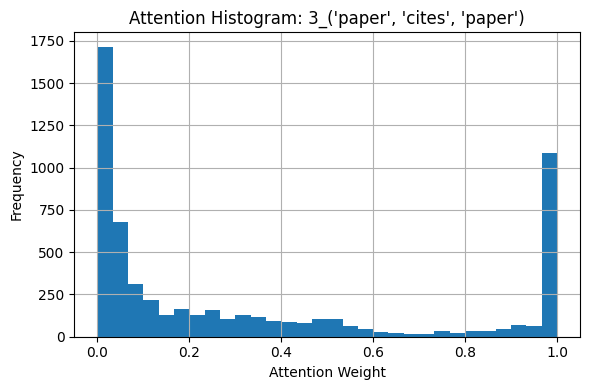 Attention Histogram: 3_('paper', 'cites', 'paper')
1750
1500
1250
1000
750
500
250
0
Frequency
0.0 0.2 0.4 0.6 0.8 1.0
Attention Weight